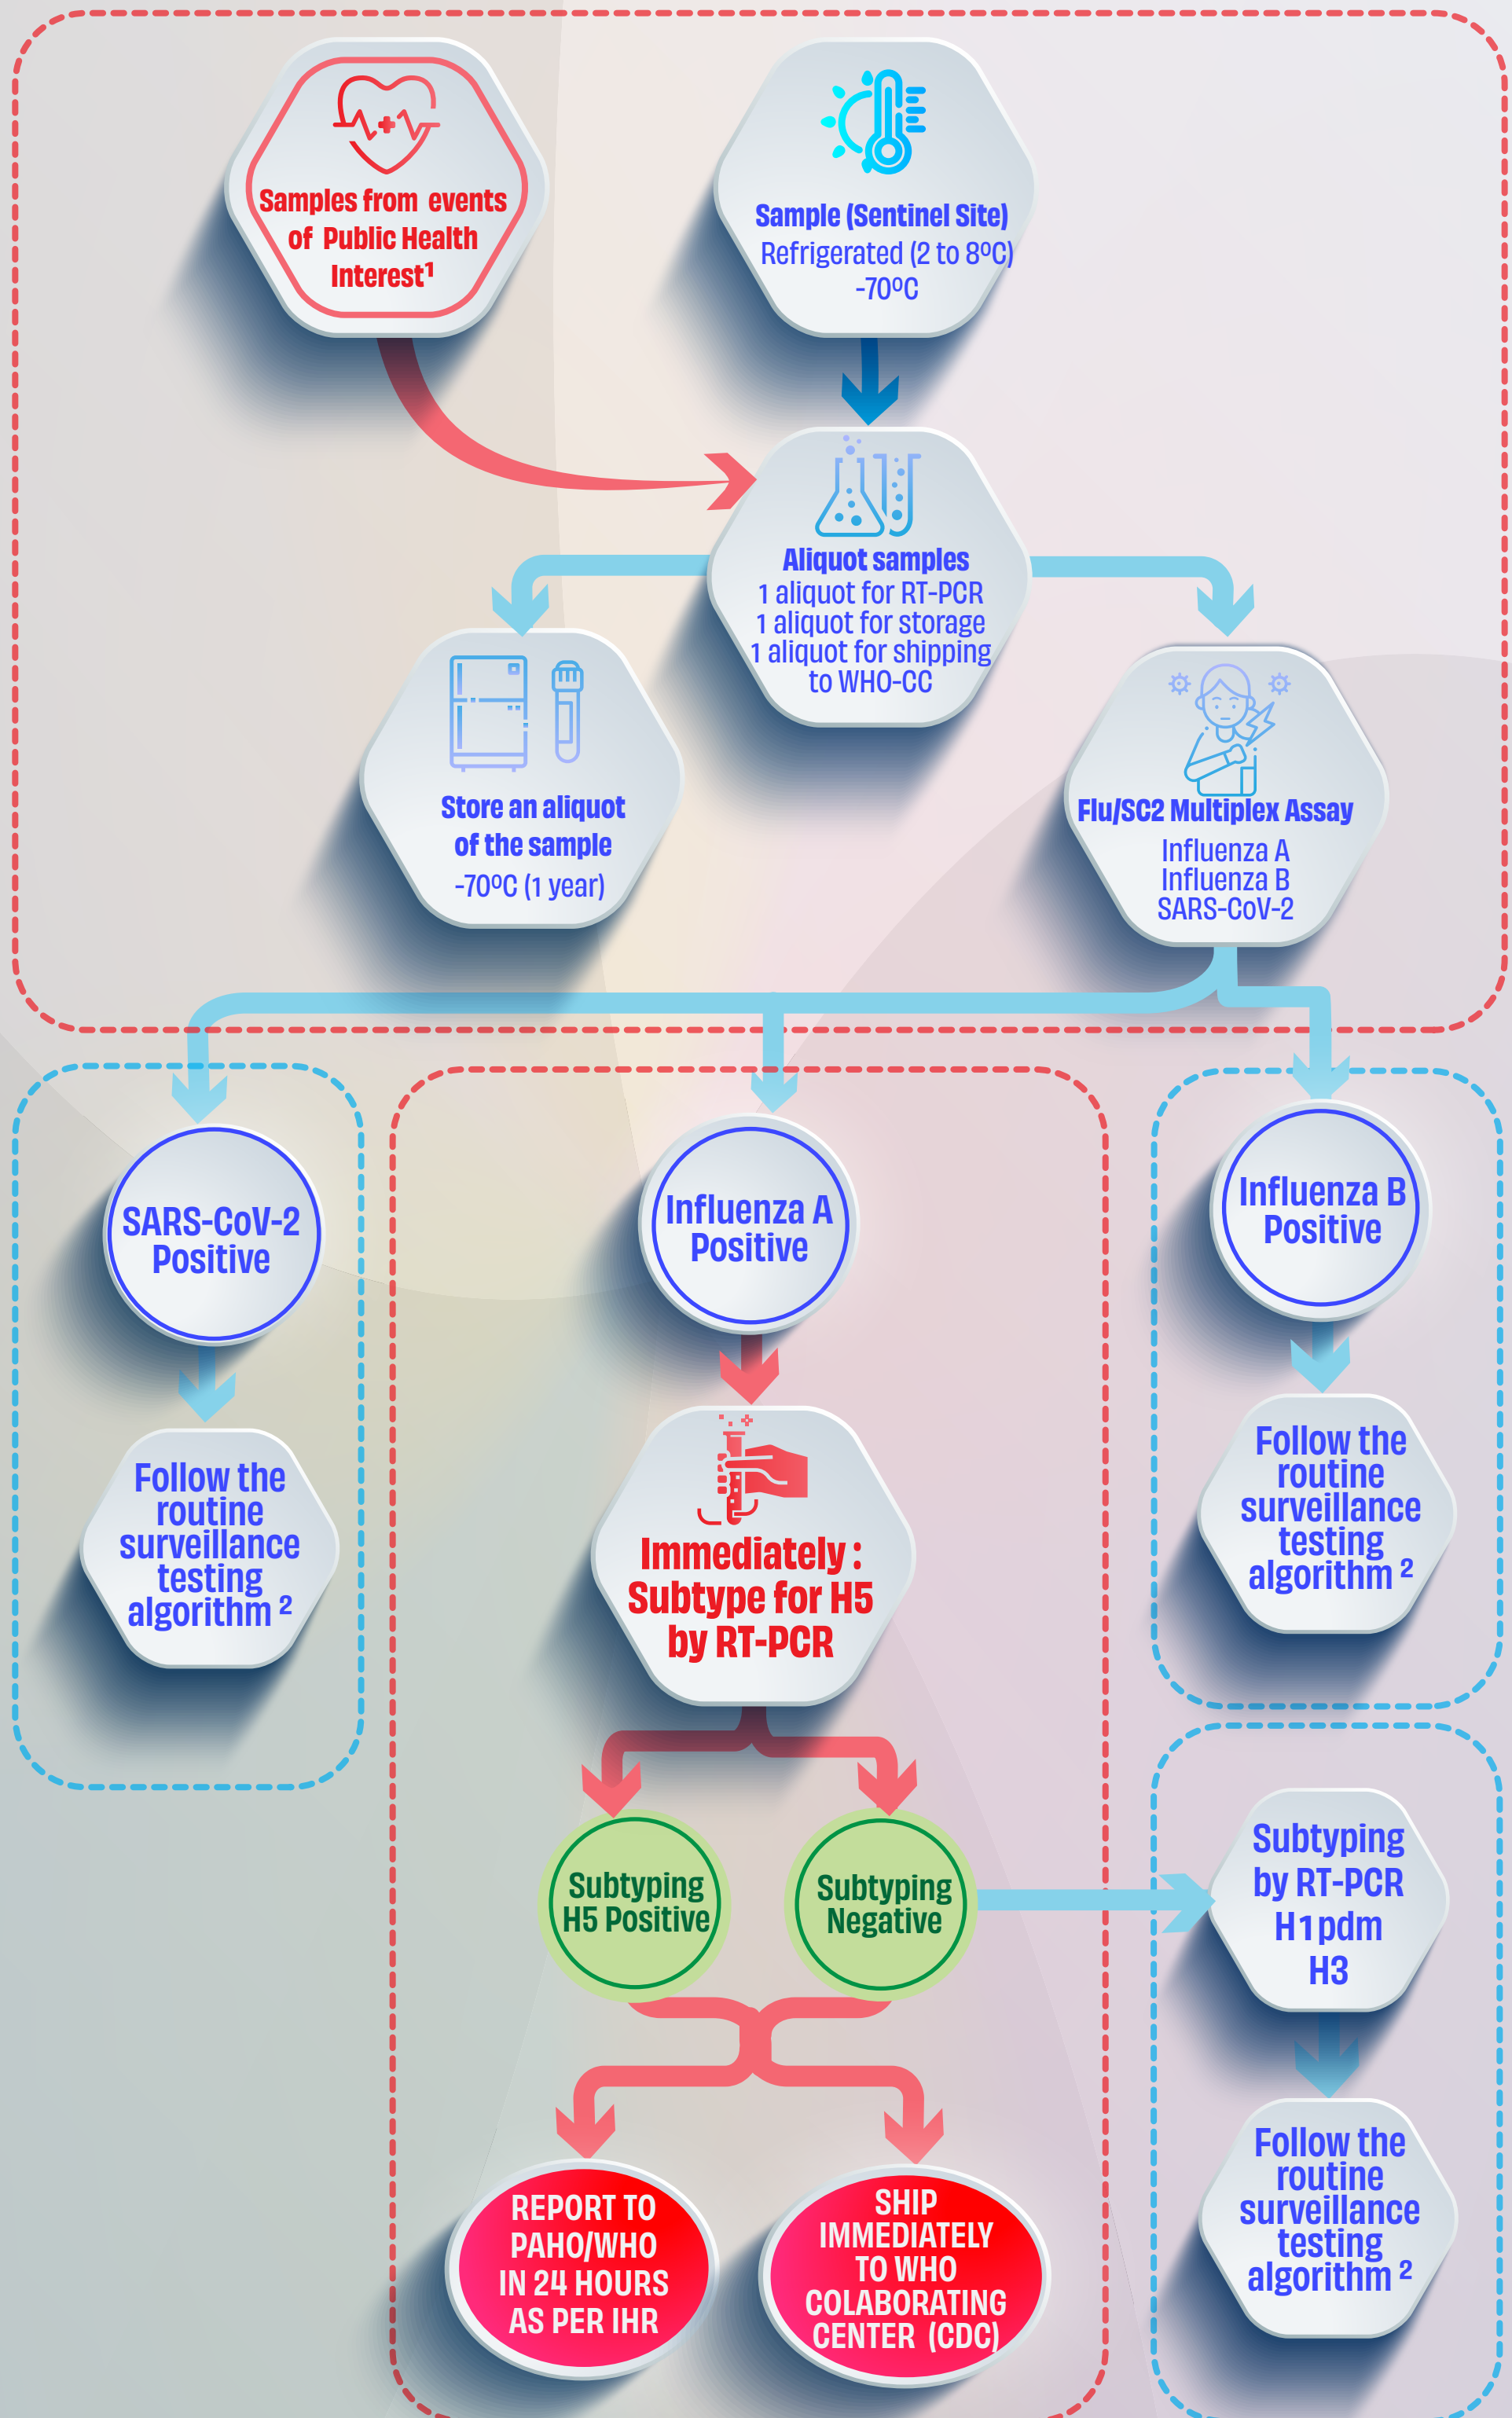 Samples from events
of Public Health
Interest¹
Sample (Sentinel Site)
Refrigerated (2 to 8ºC)
-70ºC
Aliquot samples
1 aliquot for RT-PCR
1 aliquot for storage
1 aliquot for shipping
to WHO-CC
Store an aliquot
of the sample
-70ºC (1 year)
Flu/SC2 Multiplex Assay
Influenza A
Influenza B
SARS-CoV-2
SARS-CoV-2
Positive
Influenza A
Positive
Influenza B
Positive
Follow the
routine
surveillance
testing
algorithm ²
Immediately :
Subtype for H5
by RT-PCR
Follow the
routine
surveillance
testing
algorithm ²
Subtyping
H5 Positive
Subtyping
Negative
Subtyping
by RT-PCR
H1pdm
H3
REPORT TO
PAHO/WHO
IN 24 HOURS
AS PER IHR
SHIP
IMMEDIATELY
TO WHO
COLABORATING
CENTER (CDC)
Follow the
routine
surveillance
testing
algorithm ²